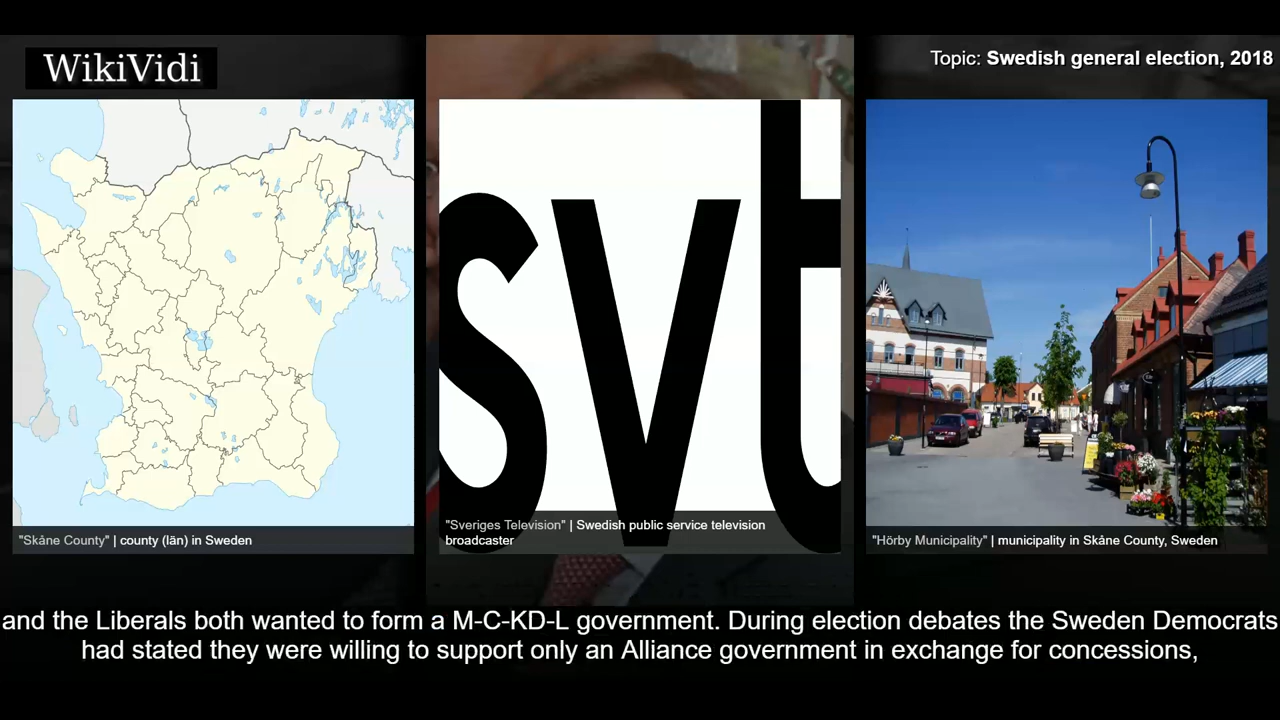 WikiVidi
Topic: Swedish general election, 2018
svt
"Skåne County" | county (län) in Sweden
"Sveriges Television" | Swedish public service television
broadcaster
"Hörby Municipality" | municipality in Skåne County, Sweden
and the Liberals both wanted to form a M-C-KD-L government. During election debates the Sweden Democrats
had stated they were willing to support only an Alliance government in exchange for concessions,